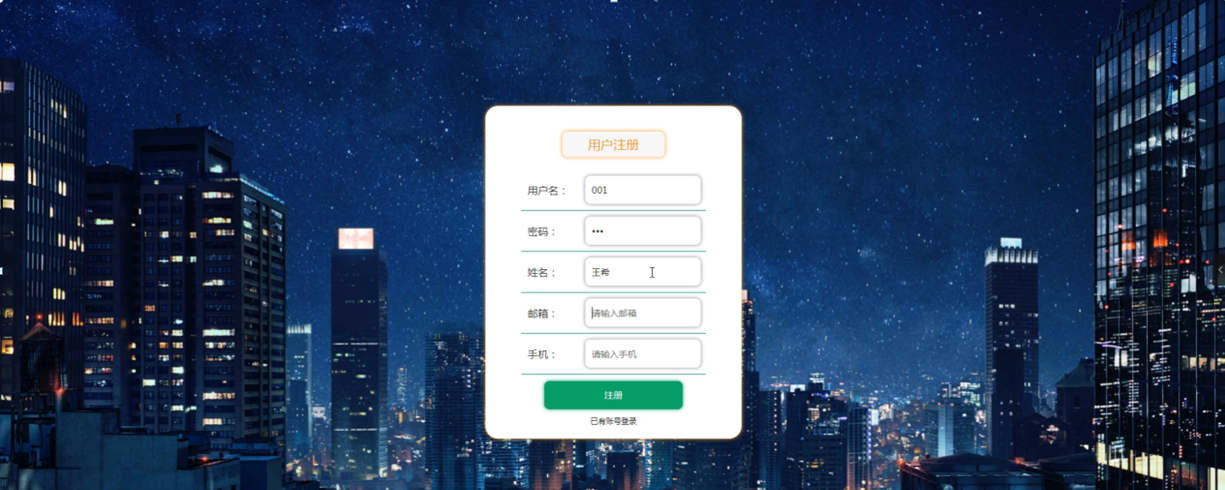 用户注册
用户名： 001
密码： •••
姓名： 王希
邮箱： 请输入邮箱
手机： 请输入手机
注册
已有账号登录